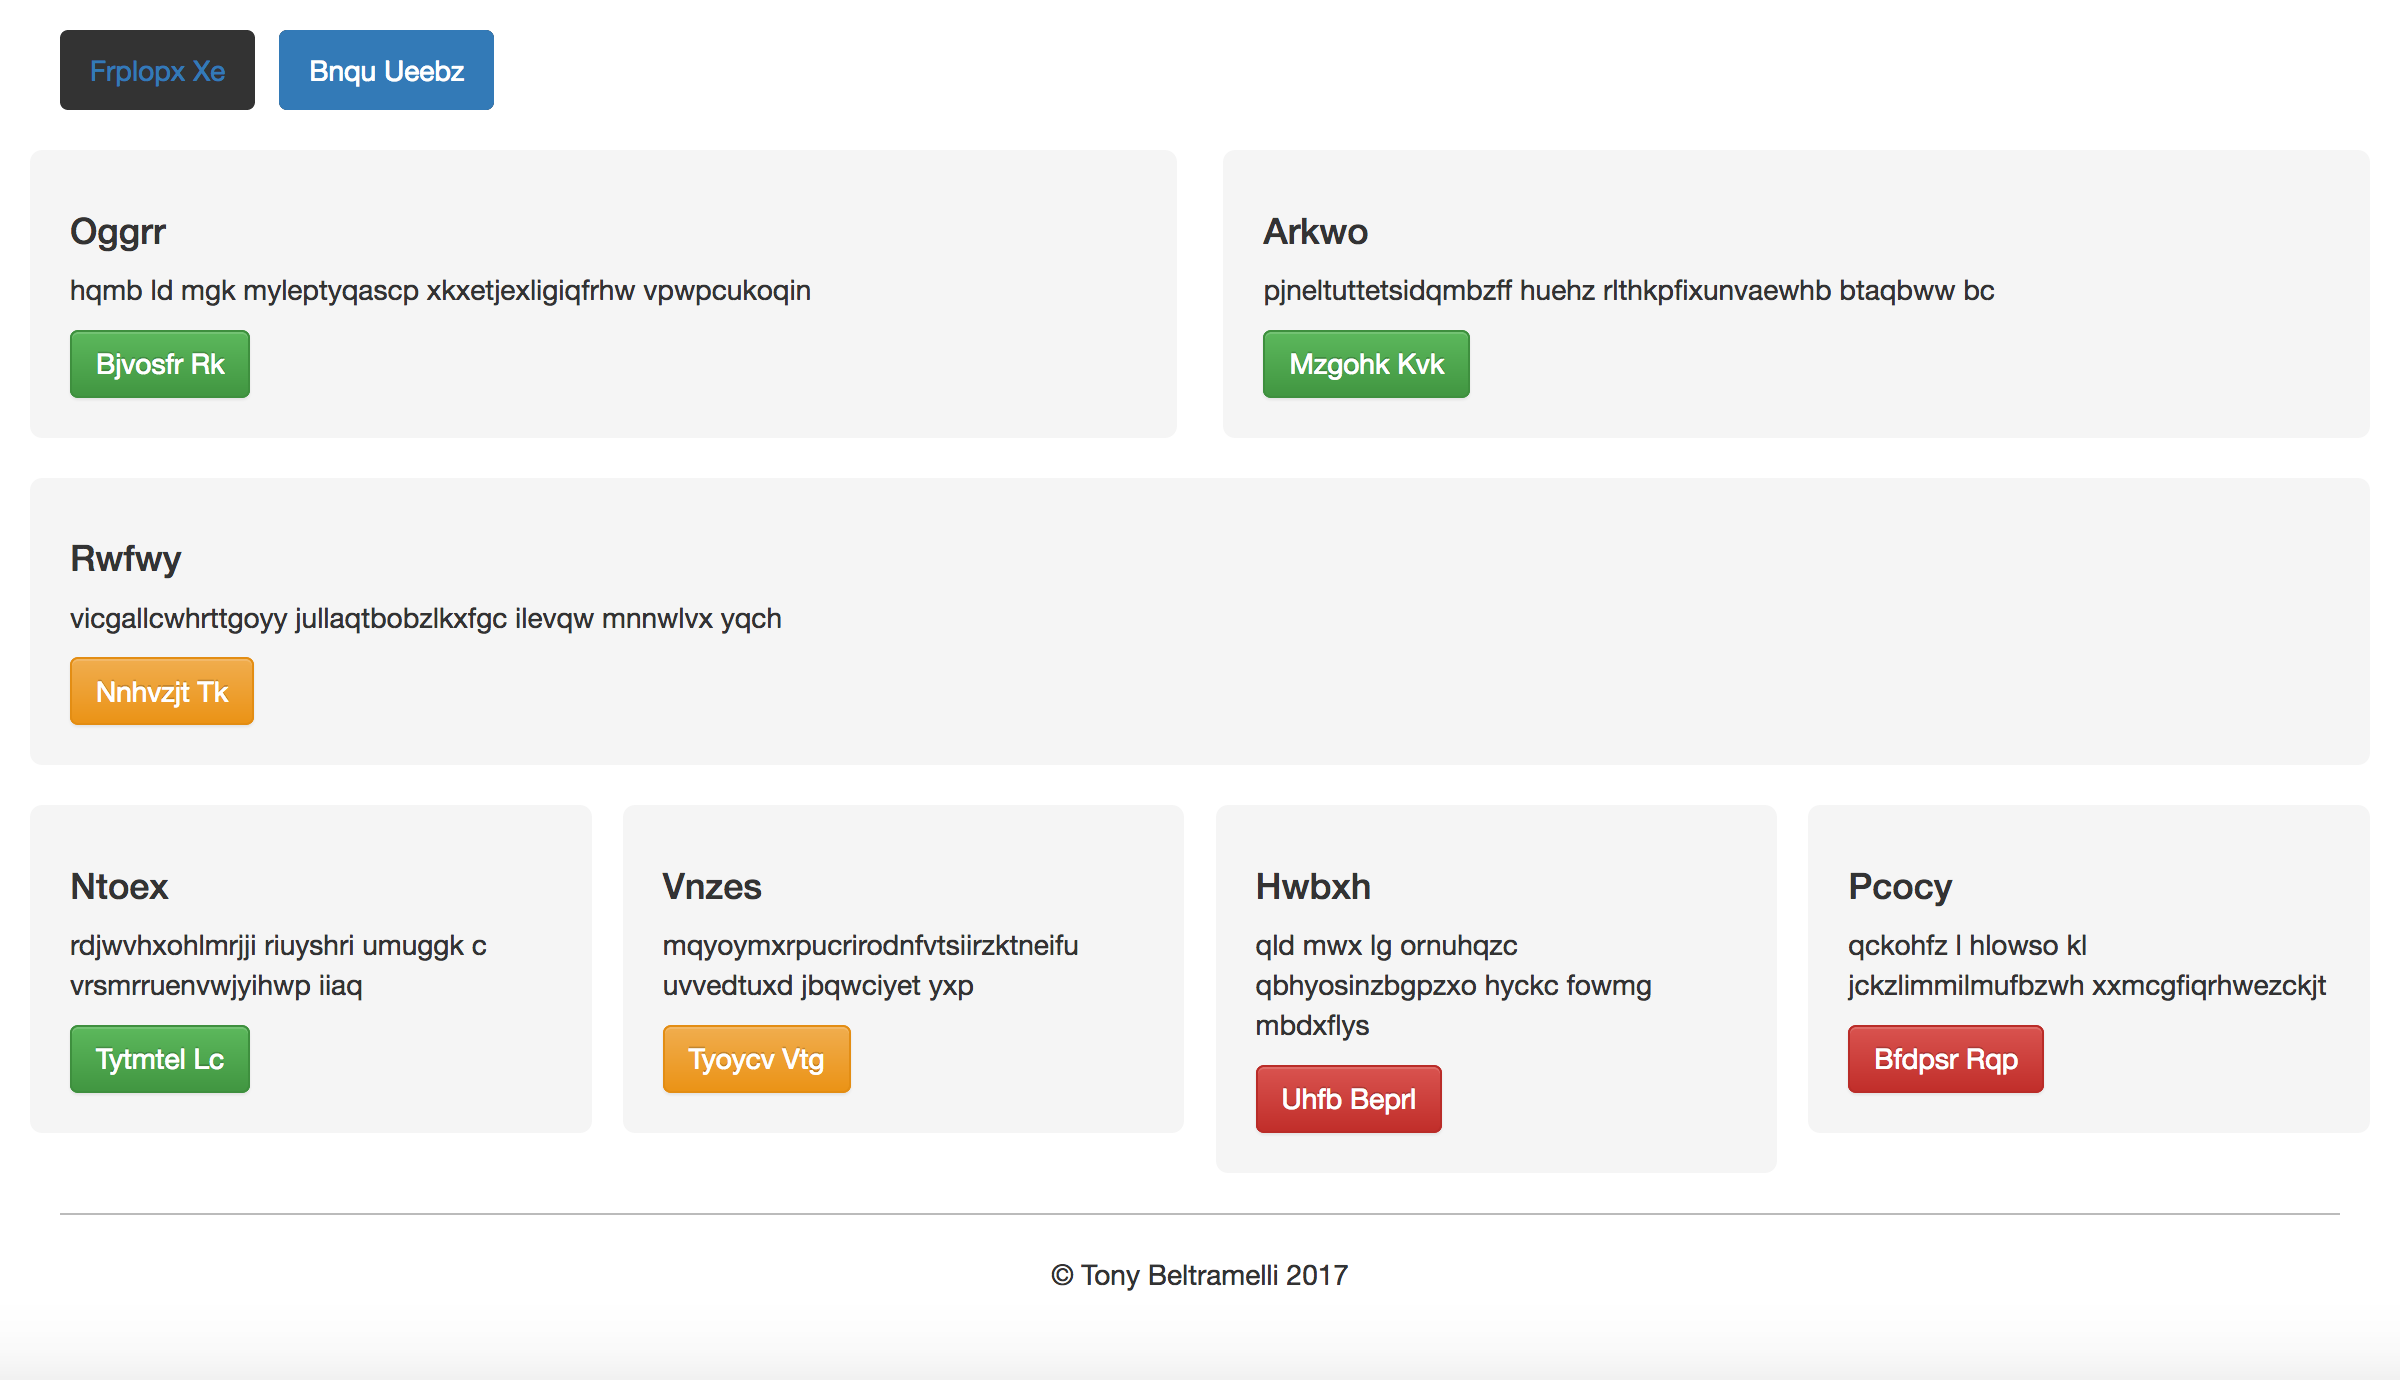 Frplopx Xe
Bnqu Ueebz
Oggrr
hqmb ld mgk myleptyqascp xkxetjexligiqfrhw vpwpcukoqin
Bjvosfr Rk
Arkwo
pjneltuttetsidqmbzff huehz rlthkpfixunvaewhb btaqbww bc
Mzgohk Kvk
Rwfwy
vicgallcwhrttgoyy jullaqtbobzlkxfgc ilevqw mnnwlvx yqch
Nnhvzjt Tk
Ntoex
rdjwvhxohlmrjji riuyshri umuggk c
vrsmrruenvwjyihwp iiaq
Tytmtel Lc
Vnzes
mqyoymxrpucrirodnfvtsiirzktneifu
uvvedtuxd jbqwciyet yxp
Tyoycv Vtg
Hwbxh
qld mwx lg ornuhqzc
qbhyosinzbgpzxo hyckc fowmg
mbdxflys
Uhfb Beprl
Pcocy
qckohfz l hlowso kl
jckzlimmilmufbzwh xxmcgfiqrhwezckjt
Bfdpsr Rqp
© Tony Beltramelli 2017